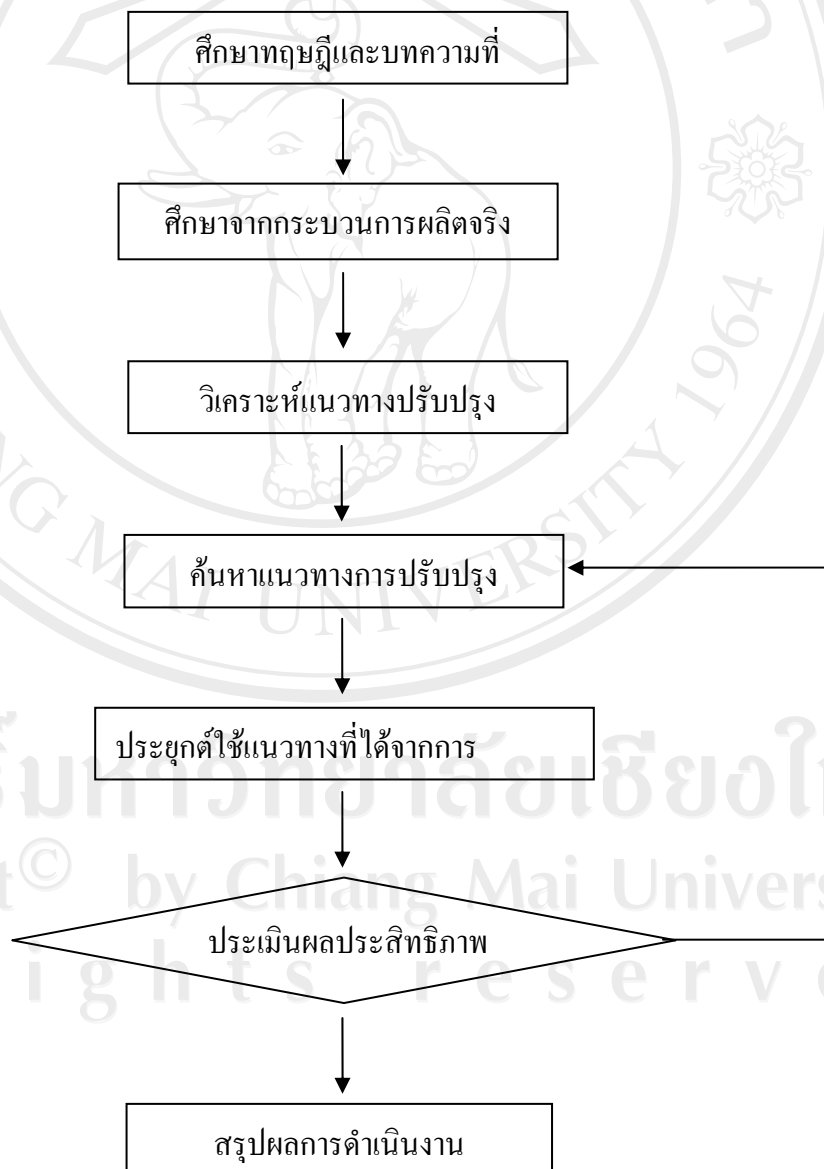 ศึกษาทฤษฎีและบทความที่
ศึกษาจากกระบวนการผลิตจริง
วิเคราะห์แนวทางปรับปรุง
ค้นหาแนวทางการปรับปรุง
ประยุกต์ใช้แนวทางที่ได้จากการ
ประเมินผลประสิทธิภาพ
สรุปผลการดำเนินงาน
MAI UNIVERSITY 1964
by Chiang Mai